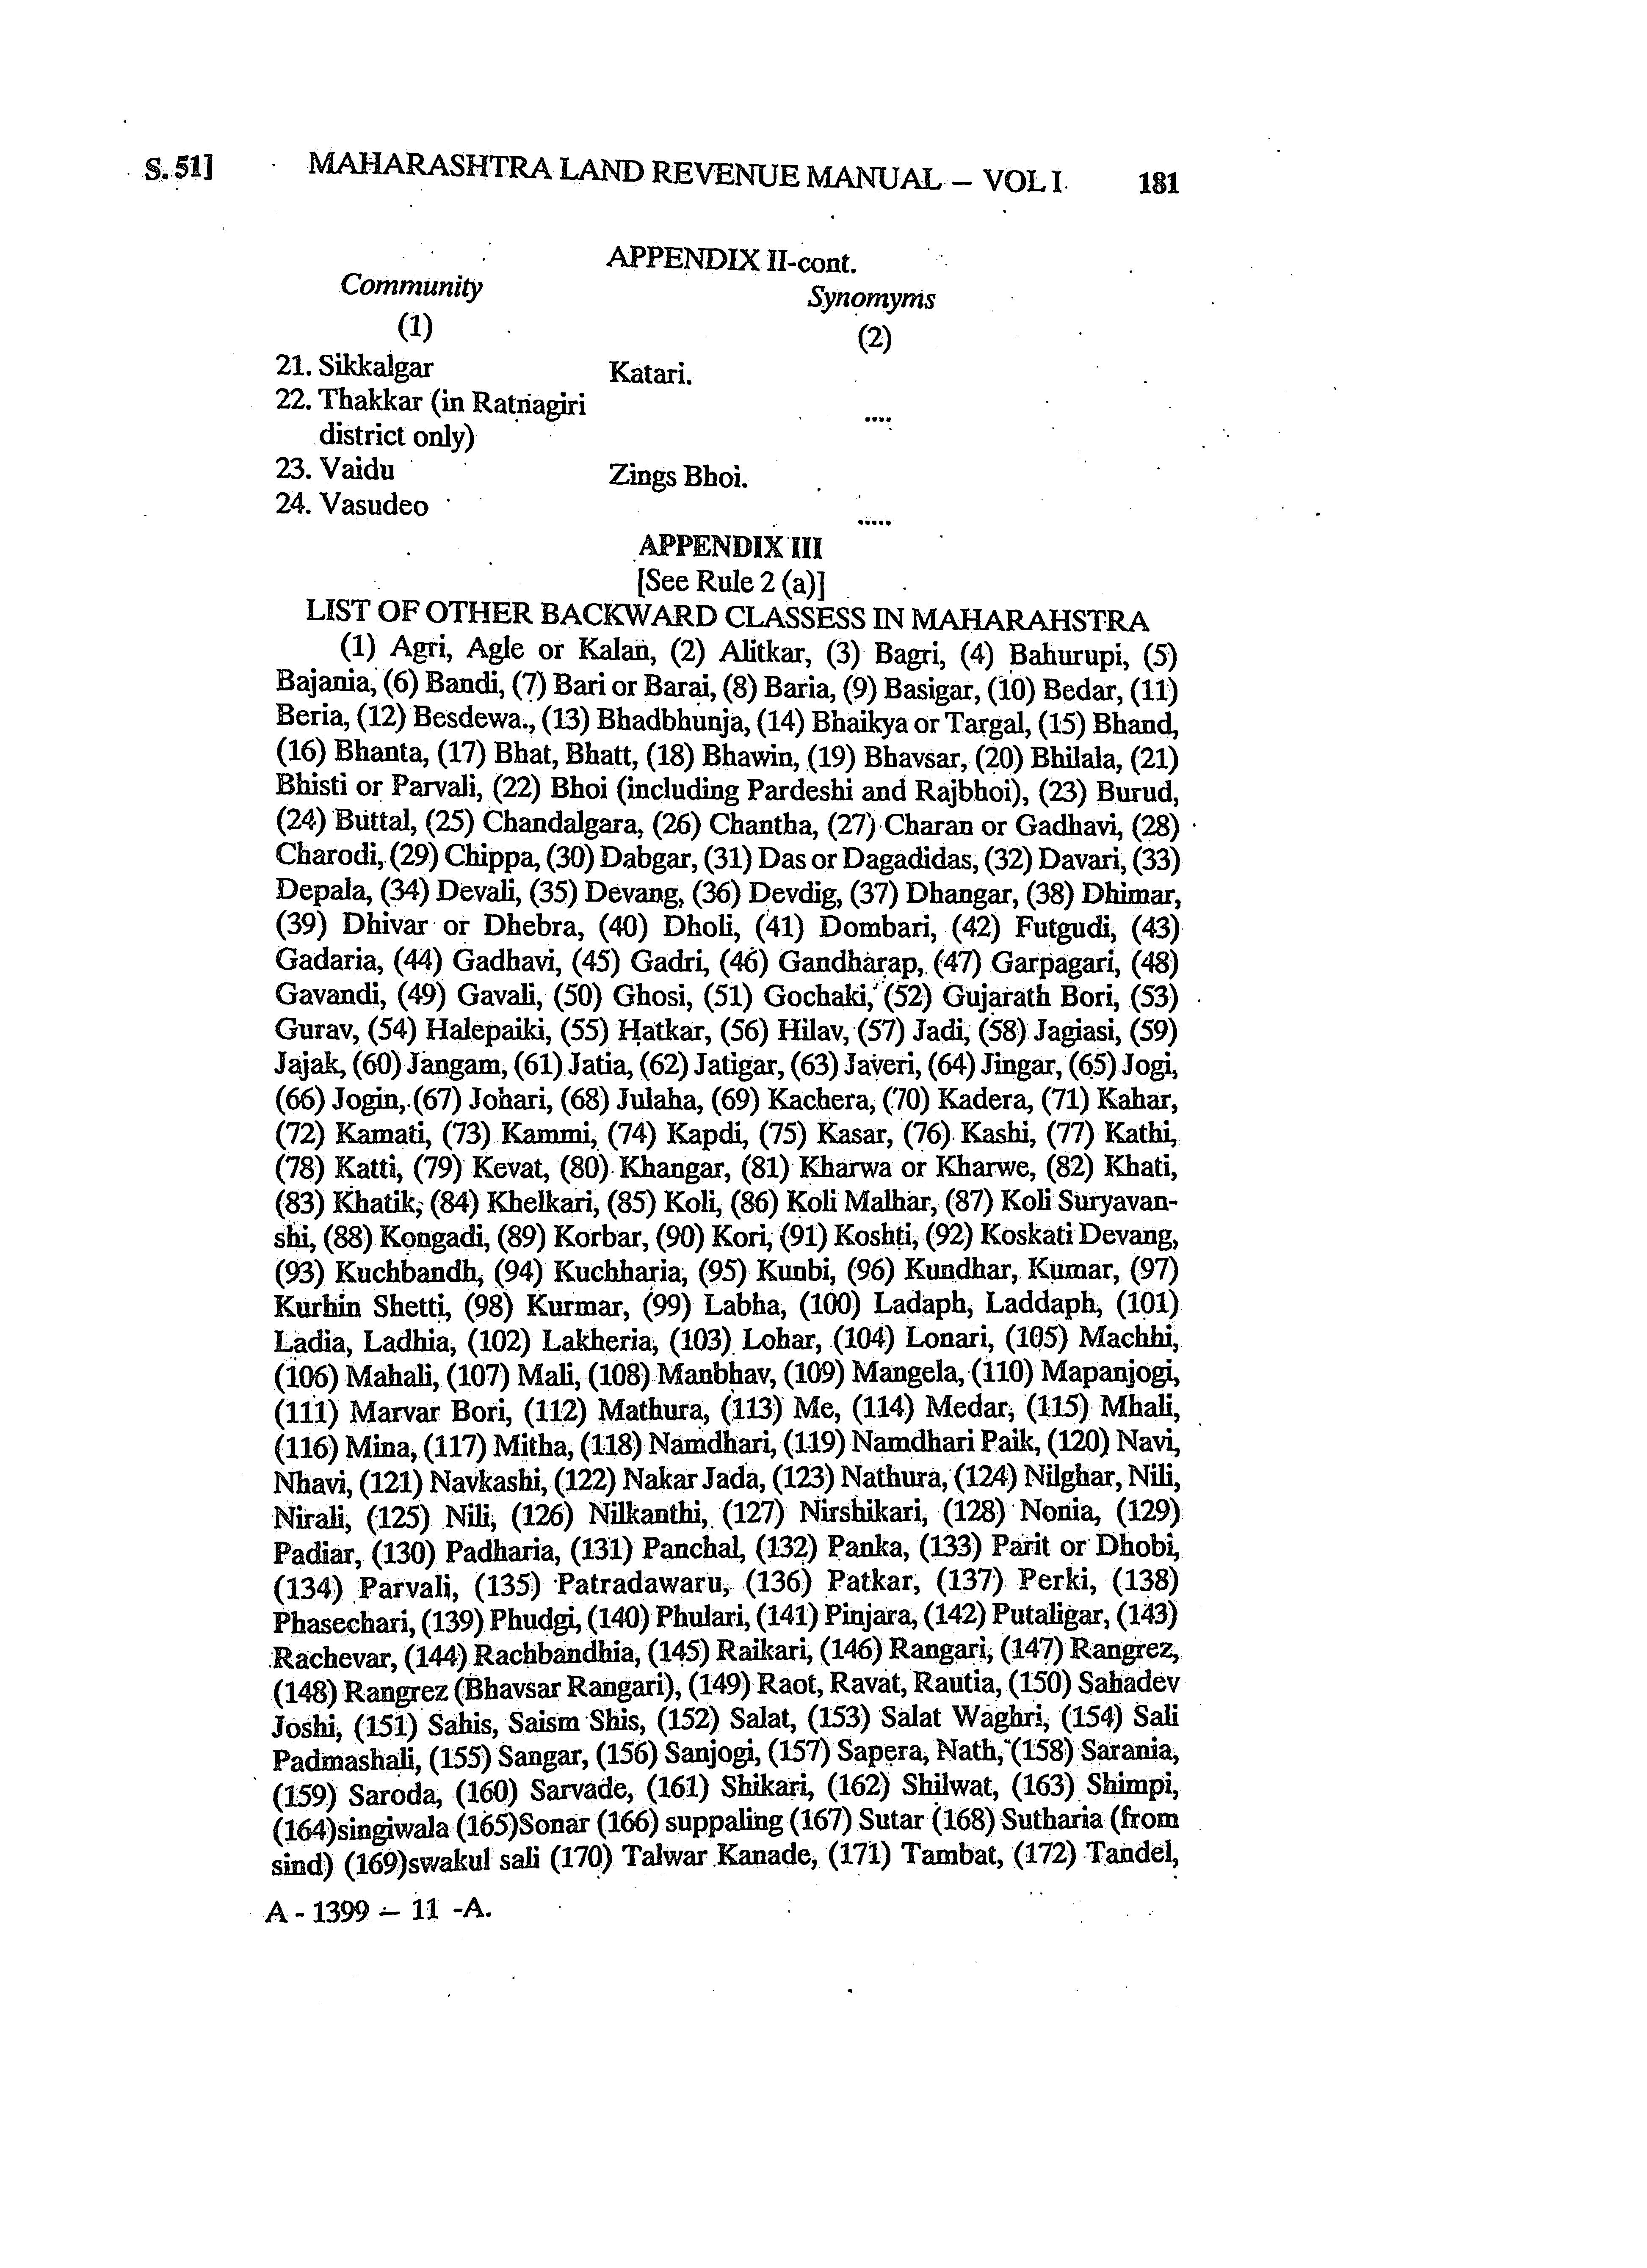 S. 51] MAHARASHTRA LAND REVENUE MANUAL – VOL I. 181
APPENDIX II-cont.
Community Synomyms
(1) (2)
21. Sikkalgar Katari.
22. Thakkar (in Ratnagiri ....
district only)
23. Vaidu Zings Bhoi.
24. Vasudeo .....
APPENDIX III
[See Rule 2 (a)]
LIST OF OTHER BACKWARD CLASSESS IN MAHARAHSTRA
(1) Agri, Agle or Kalan, (2) Alitkar, (3) Bagri, (4) Bahurupi, (5)
Bajania, (6) Bandi, (7) Bari or Barai, (8) Baria, (9) Basigar, (10) Bedar, (11)
Beria, (12) Besdewa., (13) Bhadbhunja, (14) Bhaikya or Targal, (15) Bhand,
(16) Bhanta, (17) Bhat, Bhatt, (18) Bhawin, (19) Bhavsar, (20) Bhilala, (21)
Bhisti or Parvali, (22) Bhoi (including Pardeshi and Rajbhoi), (23) Burud,
(24) Buttal, (25) Chandalgara, (26) Chantha, (27) Charan or Gadhavi, (28)
Charodi, (29) Chippa, (30) Dabgar, (31) Das or Dagadidas, (32) Davari, (33)
Depala, (34) Devali, (35) Devang, (36) Devdig, (37) Dhangar, (38) Dhimar,
(39) Dhivar or Dhebra, (40) Dholi, (41) Dombari, (42) Futgudi, (43)
Gadaria, (44) Gadhavi, (45) Gadri, (46) Gandharap, (47) Garpagari, (48)
Gavandi, (49) Gavali, (50) Ghosi, (51) Gochaki, (52) Gujarath Bori, (53)
Gurav, (54) Halepaiki, (55) Hatkar, (56) Hilav, (57) Jadi, (58) Jagiasi, (59)
Jajak, (60) Jangam, (61) Jatia, (62) Jatigar, (63) Javeri, (64) Jingar, (65) Jogi,
(66) Jogin, (67) Johari, (68) Julaha, (69) Kachera, (70) Kadera, (71) Kahar,
(72) Kamati, (73) Kammi, (74) Kapdi, (75) Kasar, (76) Kashi, (77) Kathi,
(78) Katti, (79) Kevat, (80) Khangar, (81) Kharwa or Kharwe, (82) Khati,
(83) Khatik, (84) Khelkari, (85) Koli, (86) Koli Malhar, (87) Koli Suryavan-
shi, (88) Kongadi, (89) Korbar, (90) Kori, (91) Koshti, (92) Koskati Devang,
(93) Kuchbandh, (94) Kuchharia, (95) Kunbi, (96) Kundhar, Kumar, (97)
Kurhin Shetti, (98) Kurmar, (99) Labha, (100) Ladaph, Laddaph, (101)
Ladia, Ladhia, (102) Lakheria, (103) Lohar, (104) Lonari, (105) Machhi,
(106) Mahali, (107) Mali, (108) Manbhav, (109) Mangela, (110) Mapanjogi,
(111) Marvar Bori, (112) Mathura, (113) Me, (114) Medar, (115) Mhali,
(116) Mina, (117) Mitha, (118) Namdhari, (119) Namdhari Paik, (120) Navi,
Nhavi, (121) Navkashi, (122) Nakar Jada, (123) Nathura, (124) Nilghar, Nili,
Nirali, (125) Nili, (126) Nilkanthi, (127) Nirshikari, (128) Nonia, (129)
Padiar, (130) Padharia, (131) Panchal, (132) Panka, (133) Parit or Dhobi,
(134) Parvali, (135) Patradawaru, (136) Patkar, (137) Perki, (138)
Phasechari, (139) Phudgi, (140) Phulari, (141) Pinjara, (142) Putaligar, (143)
Rachevar, (144) Rachbandhia, (145) Raikari, (146) Rangari, (147) Rangrez,
(148) Rangrez (Bhavsar Rangari), (149) Raot, Ravat, Rautia, (150) Sahadev
Joshi, (151) Sahis, Saism Shis, (152) Salat, (153) Salat Waghri, (154) Sali
Padmashali, (155) Sangar, (156) Sanjogi, (157) Sapera, Nath, (158) Sarania,
(159) Saroda, (160) Sarvade, (161) Shikari, (162) Shilwat, (163) Shimpi,
(164)singiwala (165)Sonar (166) suppaling (167) Sutar (168) Sutharia (from
sind) (169)swakul sali (170) Talwar Kanade, (171) Tambat, (172) Tandel,
A - 1399 – 11 -A.